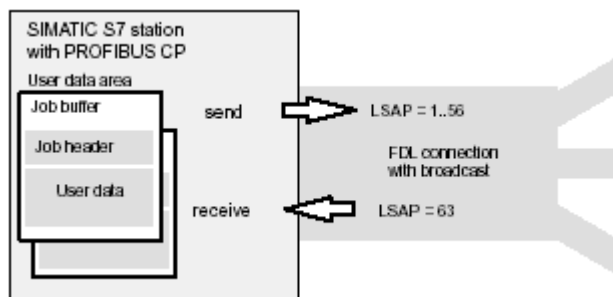 SIMATIC S7 station
with PROFIBUS CP
User data area
Job buffer
send
LSAP = 1..56
Job header
FDL connection
with broadcast
User data
receive
LSAP = 63